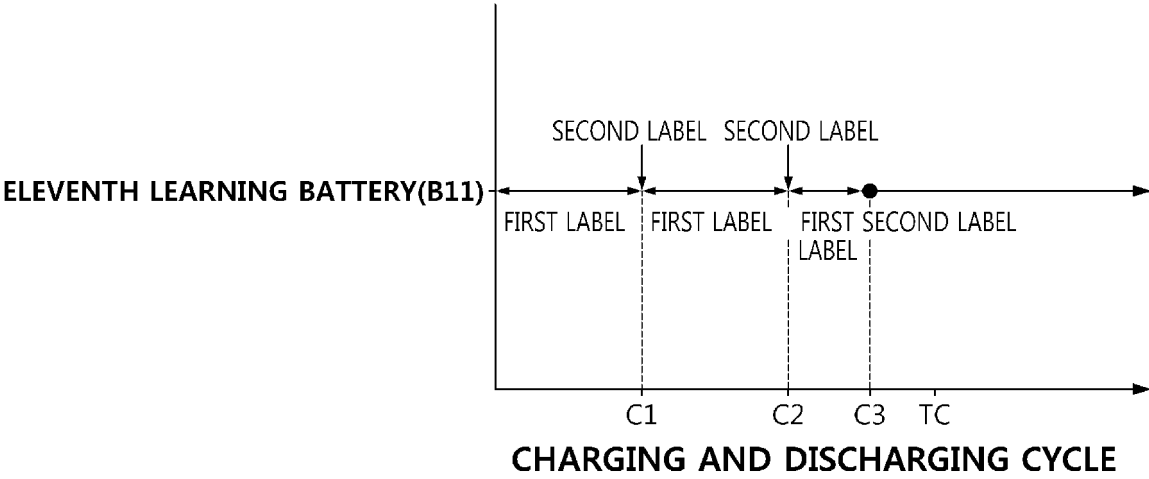 SECOND LABEL SECOND LABEL
ELEVENTH LEARNING BATTERY(B11)
FIRST LABEL FIRST LABEL FIRST SECOND LABEL
LABEL
C1 C2 C3 TC
CHARGING AND DISCHARGING CYCLE